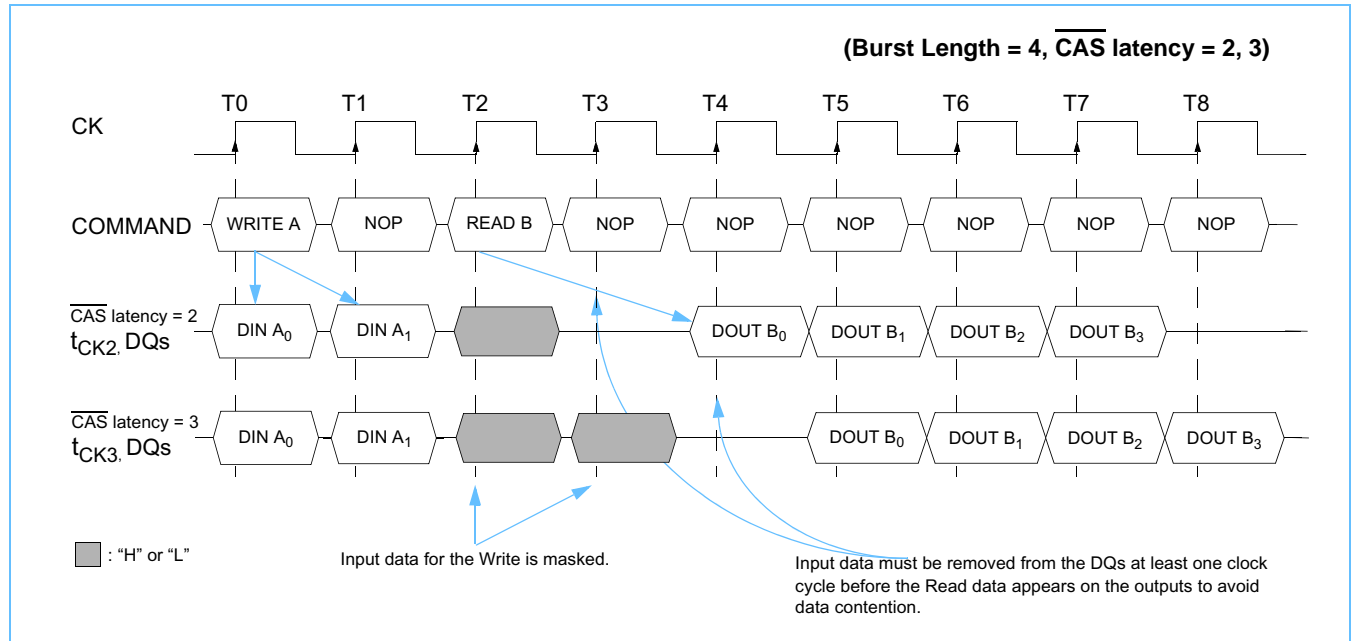 (Burst Length = 4, CAS latency = 2, 3)
T0 T1 T2 T3 T4 T5 T6 T7 T8
CK
COMMAND WRITE A NOP READ B NOP NOP NOP NOP NOP NOP
CAS latency = 2
tCK2, DQs DIN A0 DIN A1 DOUT B0 DOUT B1 DOUT B2 DOUT B3
CAS latency = 3
tCK3, DQs DIN A0 DIN A1 DOUT B0 DOUT B1 DOUT B2 DOUT B3
: “H” or “L”
Input data for the Write is masked.
Input data must be removed from the DQs at least one clock
cycle before the Read data appears on the outputs to avoid
data contention.